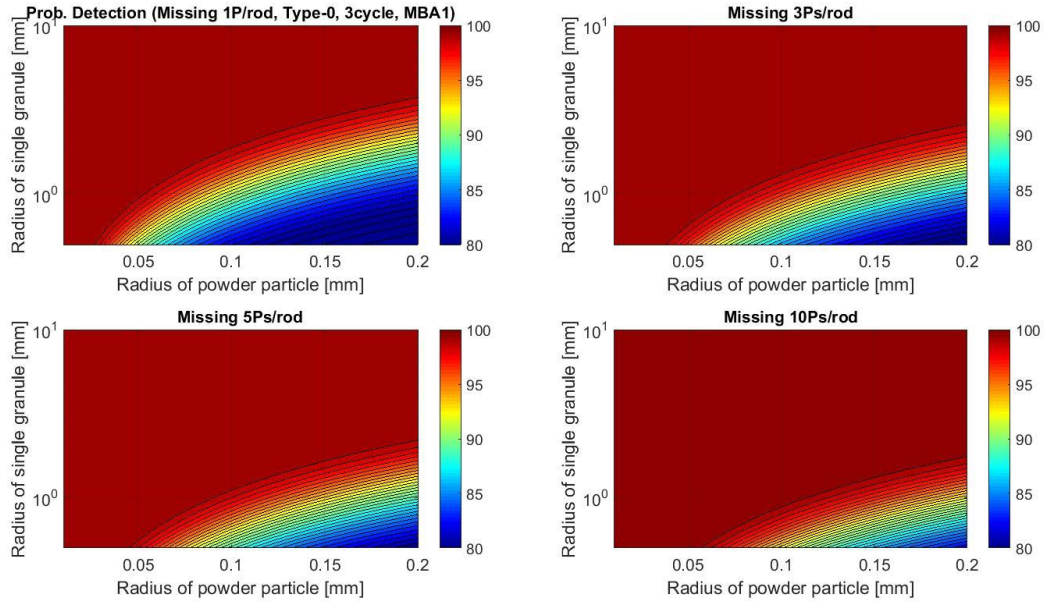 Prob. Detection (Missing 1P/rod, Type-0, 3cycle, MBA1)
Radius of single granule [mm]
10^1
10^0
0.05 0.1 0.15 0.2
Radius of powder particle [mm]
100
95
90
85
80
Missing 3Ps/rod
Radius of single granule [mm]
10^1
10^0
0.05 0.1 0.15 0.2
Radius of powder particle [mm]
100
95
90
85
80
Missing 5Ps/rod
Radius of single granule [mm]
10^1
10^0
0.05 0.1 0.15 0.2
Radius of powder particle [mm]
100
95
90
85
80
Missing 10Ps/rod
Radius of single granule [mm]
10^1
10^0
0.05 0.1 0.15 0.2
Radius of powder particle [mm]
100
95
90
85
80